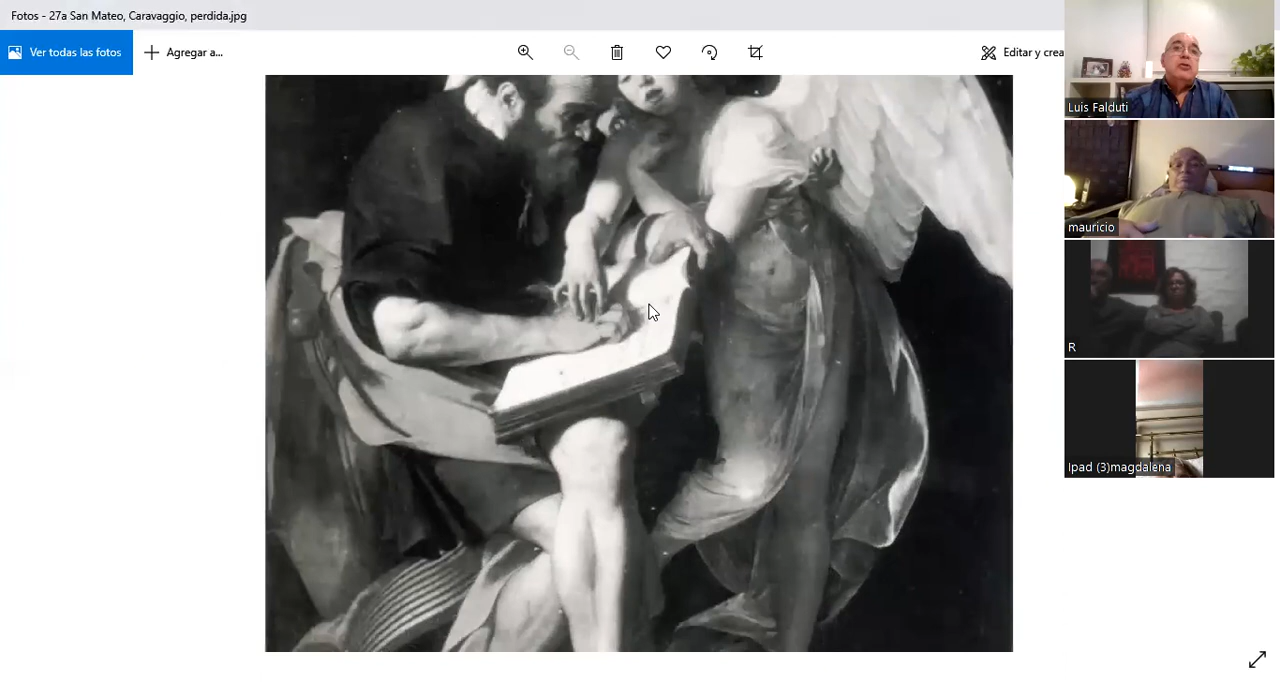 Fotos - 27a San Mateo, Caravaggio, perdida.jpg
Ver todas las fotos
Agregar a...
Editar y crea
Luis Falduti
mauricio
R
Ipad (3)magdalena